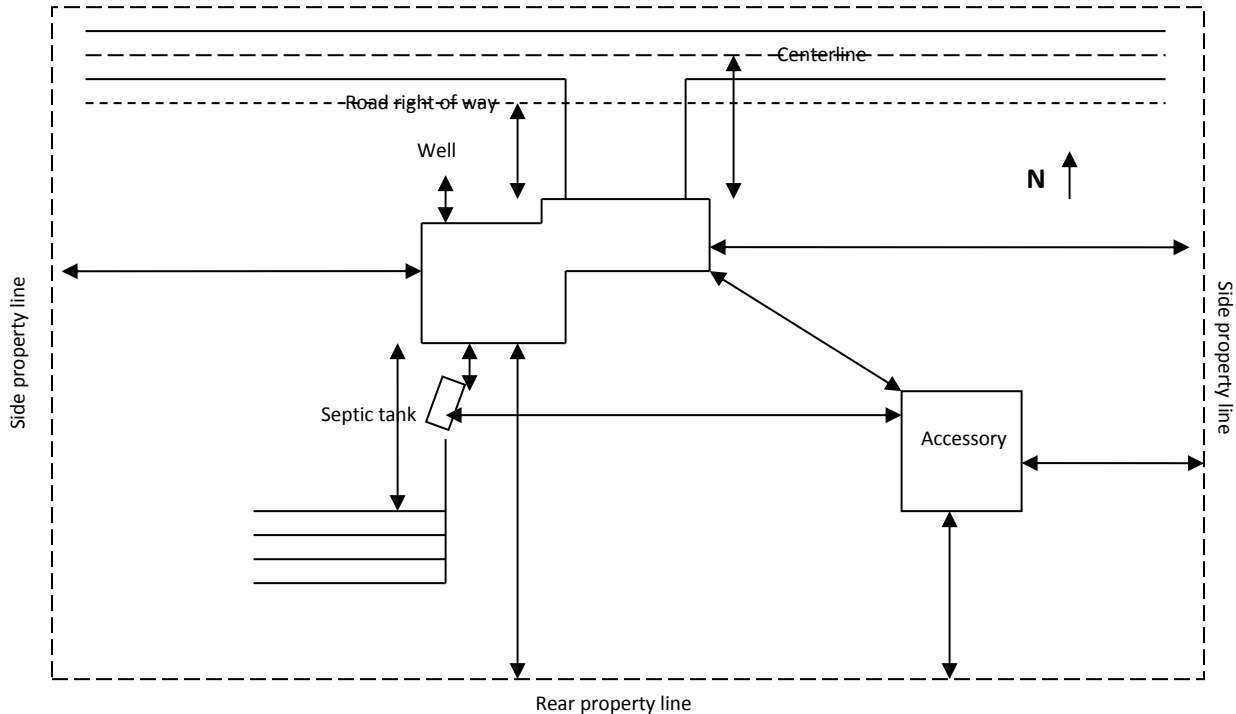 Centerline
Road right of way
Well
N
Side property line
Side property line
Septic tank
Accessory
Rear property line